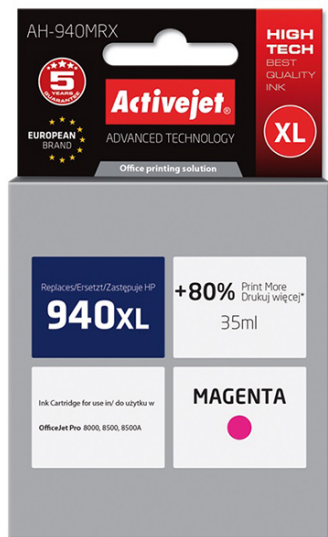 AH-940MRX
HIGH
TECH
BEST
QUALITY
INK
5
YEARS
GUARANTEE
Activejet®
EUROPEAN
BRAND
ADVANCED TECHNOLOGY
XL
Office printing solution
Replaces/Ersetzt/Zastępuje HP
940XL
+80% Print More
Drukuj więcej*
35ml
Ink Cartridge for use in/ do użytku w
OfficeJet Pro 8000, 8500, 8500A
MAGENTA